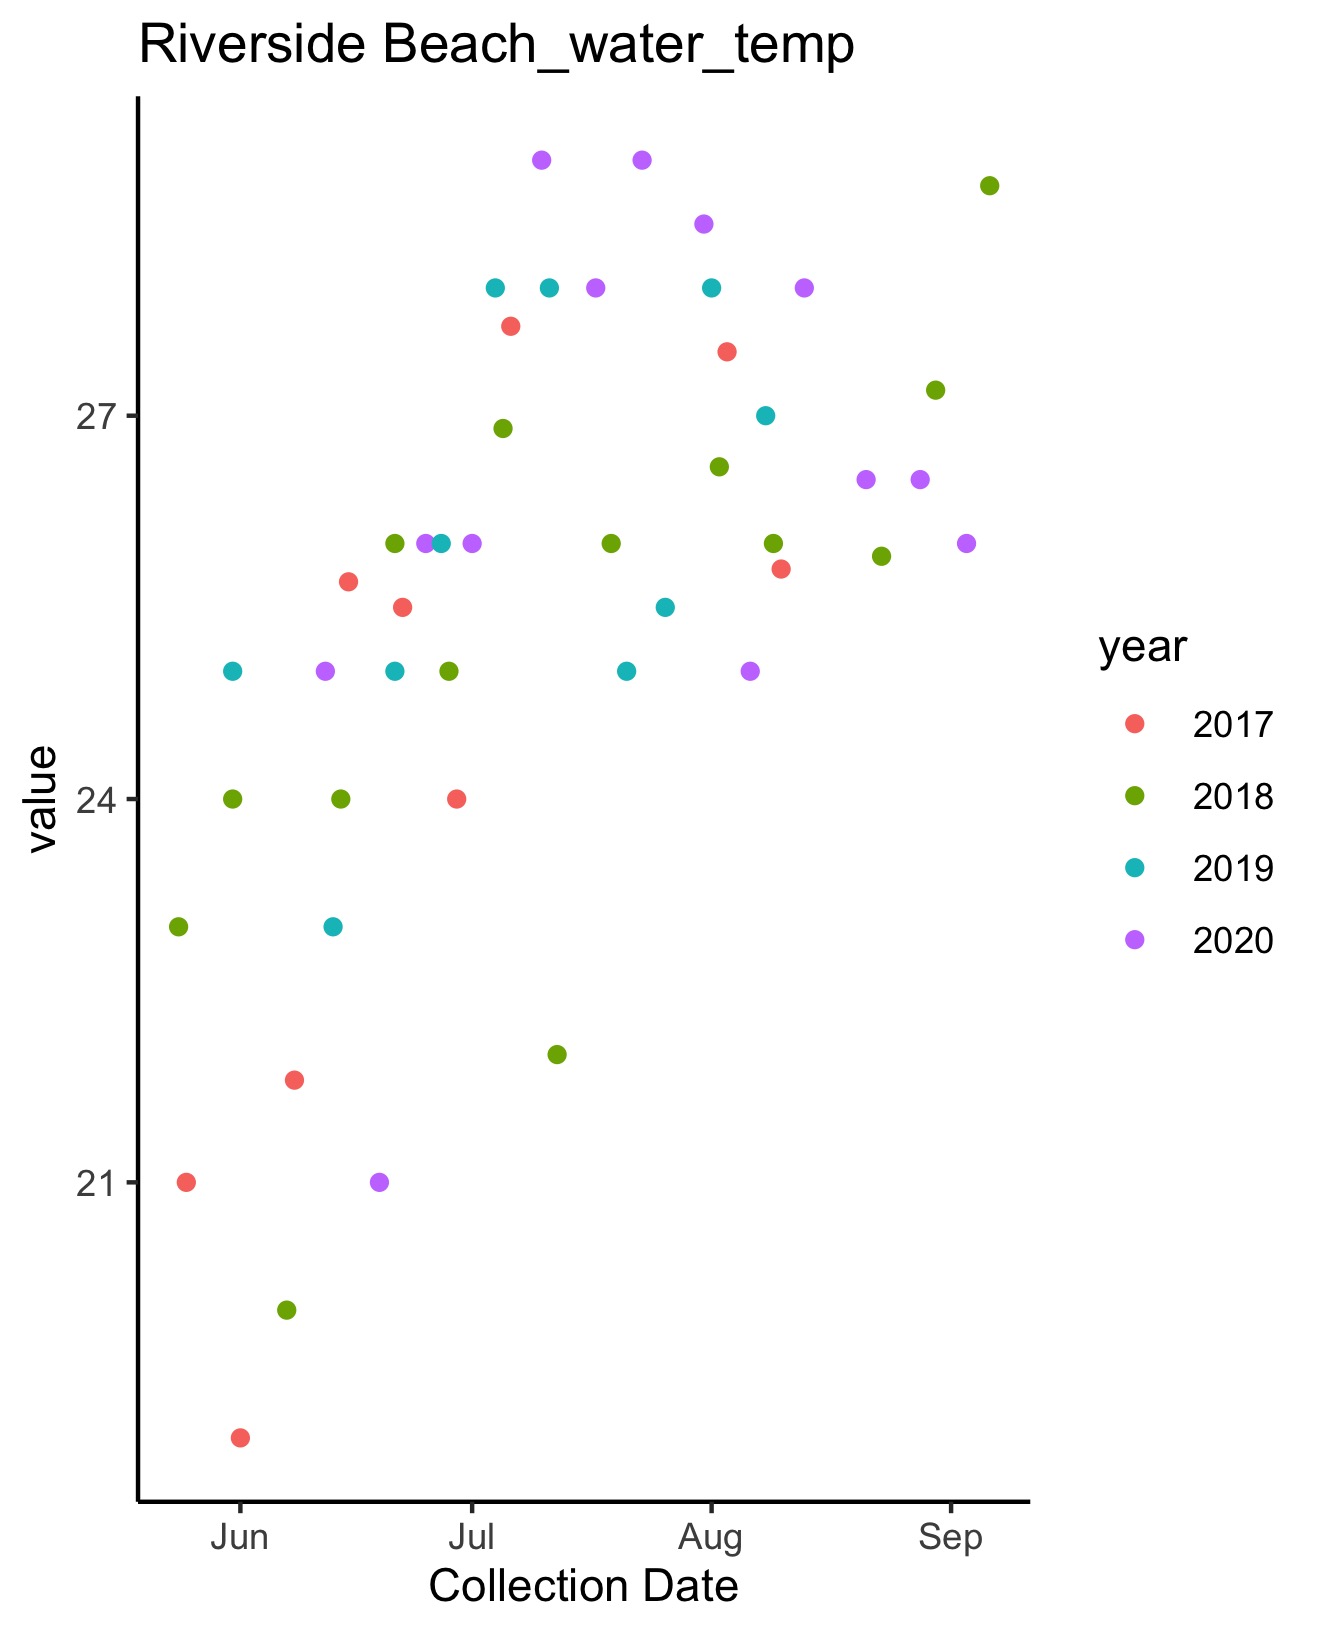 Riverside Beach_water_temp
27
24
21
value
Jun Jul Aug Sep
Collection Date
year
2017
2018
2019
2020